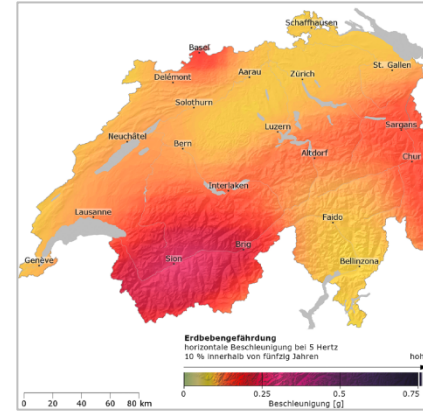 Schaffhausen
Basel
Delémont
Aarau
Zürich
St. Gallen
Solothurn
Neuchâtel
Bern
Luzern
Sargans
Altdorf
Chur
Interlaken
Lausanne
Faido
Genève
Sion
Brig
Bellinzona
Erdbebengefährdung
horizontale Beschleunigung bei 5 Hertz
10 % innerhalb von fünfzig Jahren
hoh
0 0.25 0.5 0.75
0 20 40 60 80 km
Beschleunigung [g]